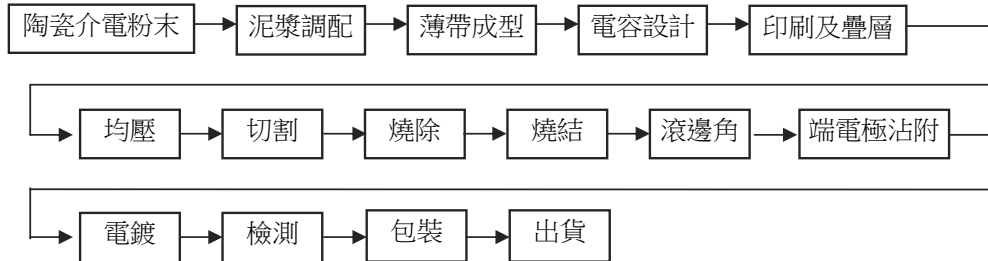 陶瓷介電粉末 泥漿調配 薄帶成型 電容設計 印刷及疊層
均壓 切割 燒除 燒結 滾邊角 端電極沾附
電鍍 檢測 包裝 出貨